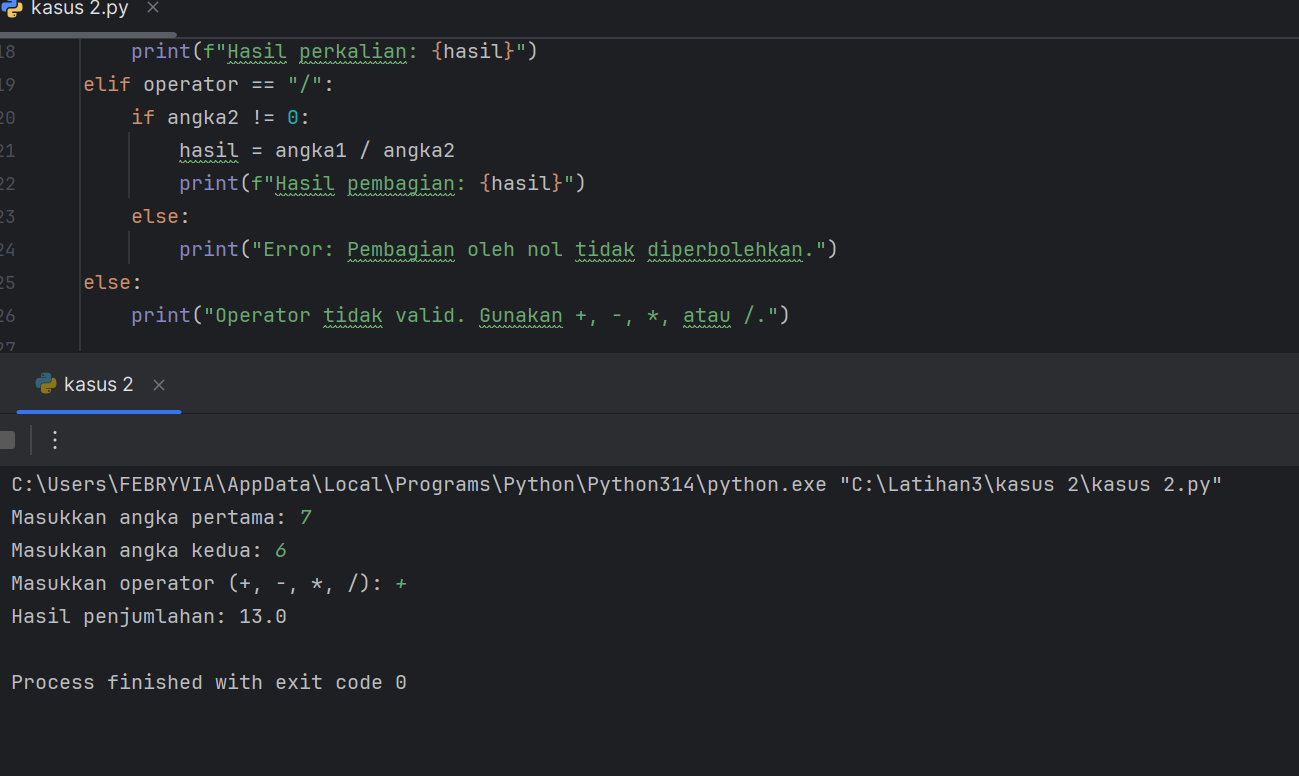 kasus 2.py
18 print(f"Hasil perkalian: {hasil}")
19 elif operator == "/":
20 if angka2 != 0:
21 hasil = angka1 / angka2
22 print(f"Hasil pembagian: {hasil}")
23 else:
24 print("Error: Pembagian oleh nol tidak diperbolehkan.")
25 else:
26 print("Operator tidak valid. Gunakan +, -, *, atau /.")
27
kasus 2
C:\Users\FEBRYVIA\AppData\Local\Programs\Python\Python314\python.exe "C:\Latihan3\kasus 2\kasus 2.py"
Masukkan angka pertama: 7
Masukkan angka kedua: 6
Masukkan operator (+, -, *, /): +
Hasil penjumlahan: 13.0
Process finished with exit code 0